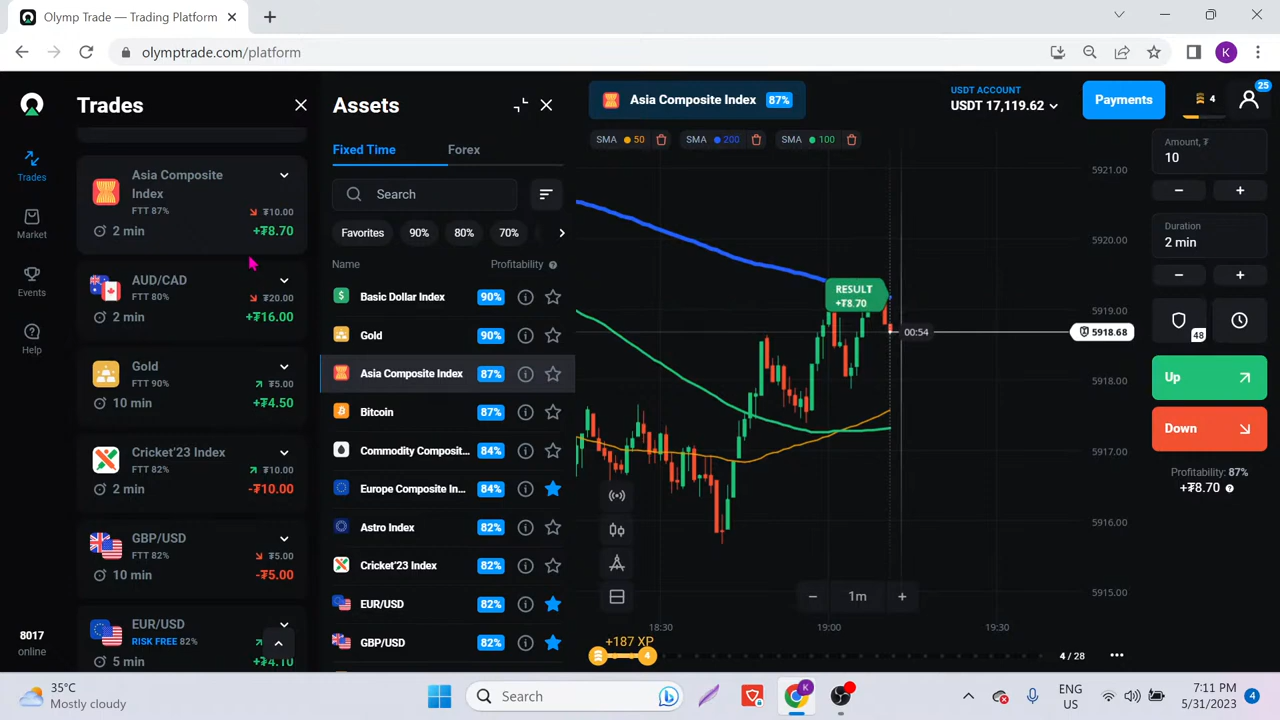 Olymp Trade — Trading Platform
olymptrade.com/platform
K
Trades
Market
Events
Help
8017
online
Trades
Asia Composite
Index
FTT 87%
₮10.00
2 min
+₮8.70
AUD/CAD
FTT 80%
₮20.00
2 min
+₮16.00
Gold
FTT 90%
₮5.00
10 min
+₮4.50
Cricket'23 Index
FTT 82%
₮10.00
2 min
-₮10.00
GBP/USD
FTT 82%
₮5.00
10 min
-₮5.00
EUR/USD
RISK FREE 82%
5 min
+₮4.10
Assets
Fixed Time
Forex
Search
Favorites
90%
80%
70%
Name
Profitability
Basic Dollar Index 90%
Gold 90%
Asia Composite Index 87%
Bitcoin 87%
Commodity Composit... 84%
Europe Composite In... 84%
Astro Index 82%
Cricket'23 Index 82%
EUR/USD 82%
GBP/USD 82%
Asia Composite Index 87%
USDT ACCOUNT
USDT 17,119.62
Payments
4
25
SMA 50
SMA 200
SMA 100
5921.00
5920.00
5919.00
5918.68
5918.00
5917.00
5916.00
5915.00
RESULT
+₮8.70
00:54
1m
18:30
19:00
19:30
+187 XP
4
4 / 28
Amount, ₮
10
Duration
2 min
48
Up
Down
Profitability: 87%
+₮8.70
35°C
Mostly cloudy
Search
K
ENG
US
7:11 PM
5/31/2023
4